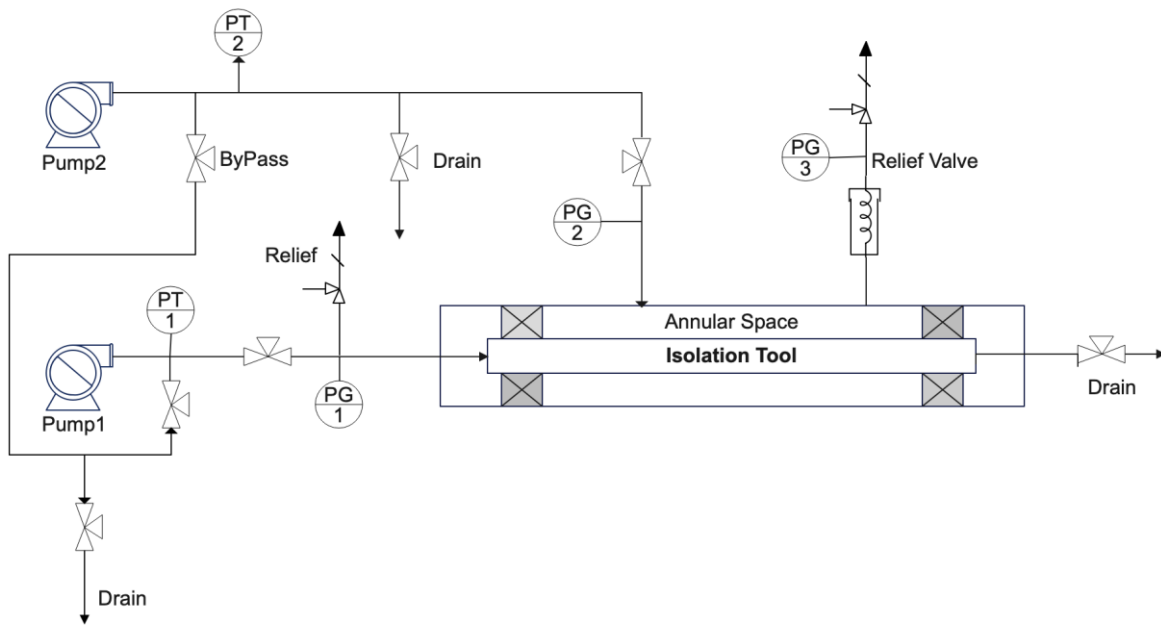 PT
2
Pump2
ByPass
Drain
PG
3
Relief Valve
PG
2
Relief
PT
1
Annular Space
Isolation Tool
Pump1
PG
1
Drain
Drain